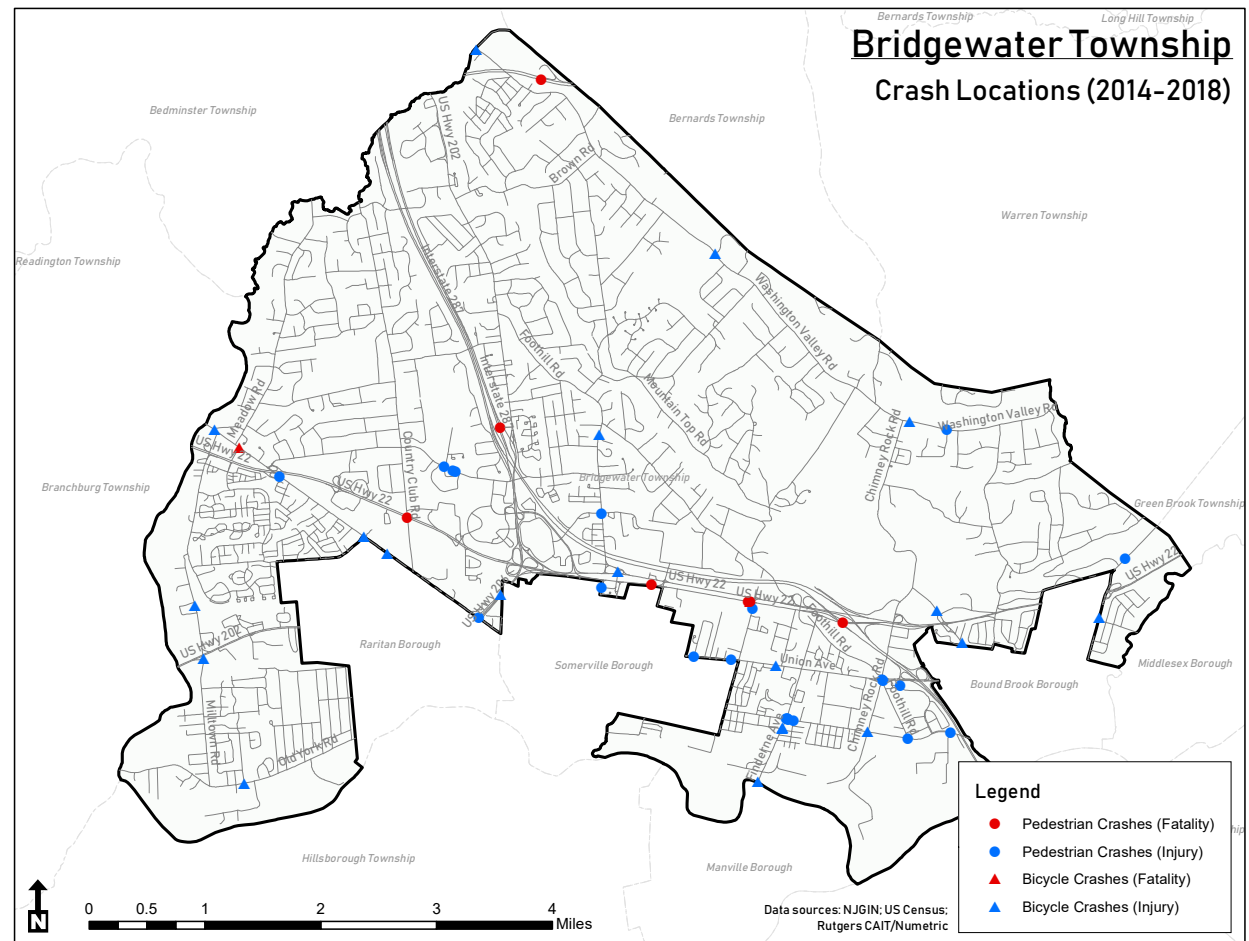 Bernards Township
Long Hill Township
Bridgewater Township
Crash Locations (2014-2018)
Bedminster Township
Bernards Township
US Hwy 202
Brown Rd
Warren Township
Readington Township
Interstate 287
Washington Valley Rd
Foothill Rd
Interstate 287
Mountain Top Rd
Meadow Rd
Washington Valley Rd
Chimney Rock Rd
US Hwy 22
Country Club Rd
Bridgewater Township
Branchburg Township
US Hwy 22
Green Brook Township
US Hwy 22
US Hwy 22
US Hwy 22
US Hwy 206
Foothill Rd
US Hwy 202
Raritan Borough
Somerville Borough
Union Ave
Middlesex Borough
Bound Brook Borough
Chimney Rock Rd
Foothill Rd
Milltown Rd
Old York Rd
Finderne Ave
Hillsborough Township
Manville Borough
Legend
Pedestrian Crashes (Fatality)
Pedestrian Crashes (Injury)
Bicycle Crashes (Fatality)
Bicycle Crashes (Injury)
N
0 0.5 1 2 3 4
Miles
Data sources: NJGIN; US Census;
Rutgers CAIT/Numetric